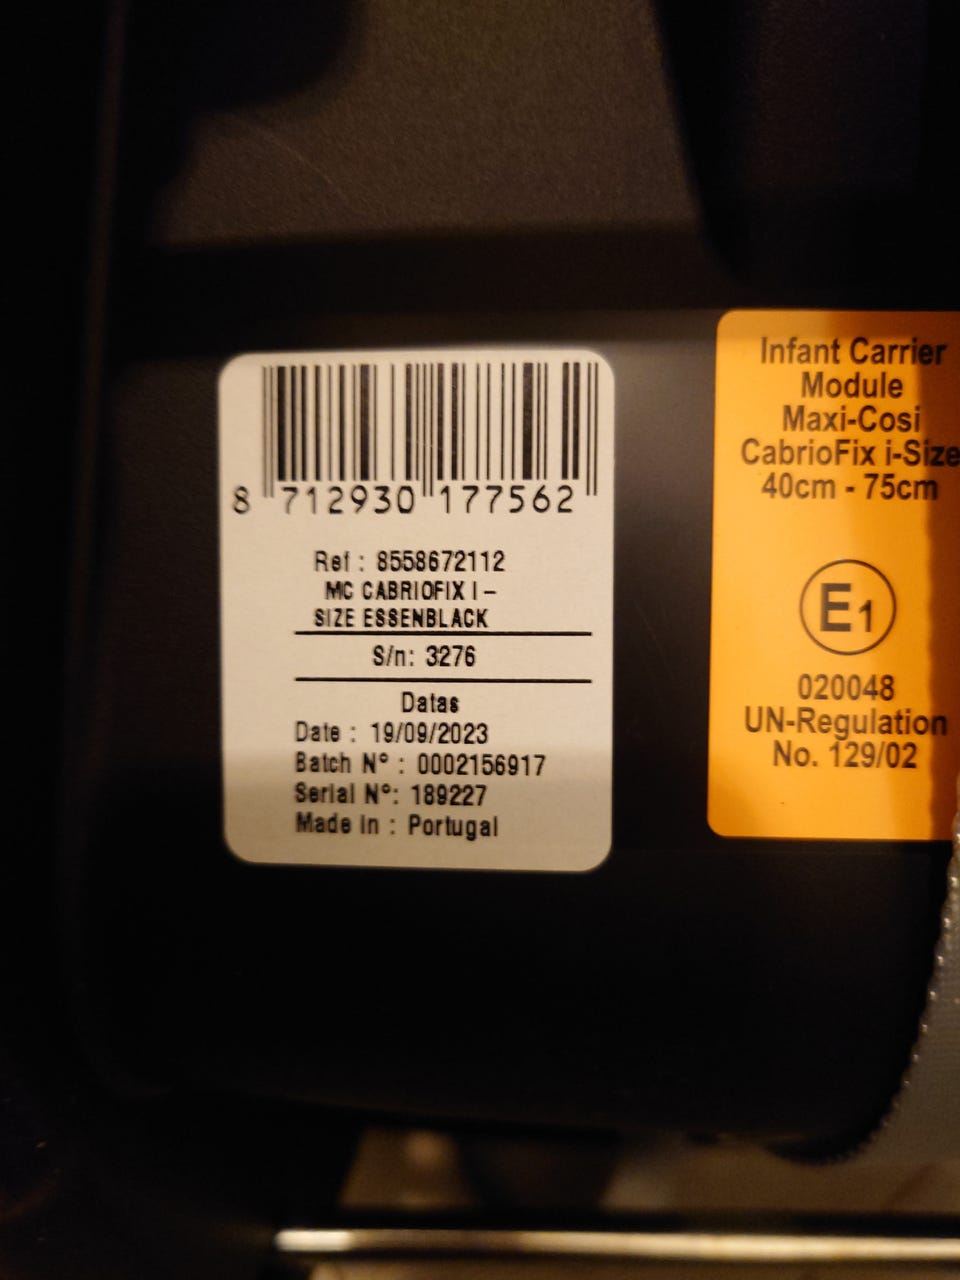 8 712930 177562
Ref : 8558672112
MC CABRIOFIX I -
SIZE ESSENBLACK
S/n: 3276
Datas
Date : 19/09/2023
Batch N° : 0002156917
Serial N°: 189227
Made in : Portugal
Infant Carrier
Module
Maxi-Cosi
CabrioFix i-Size
40cm - 75cm
E1
020048
UN-Regulation
No. 129/02